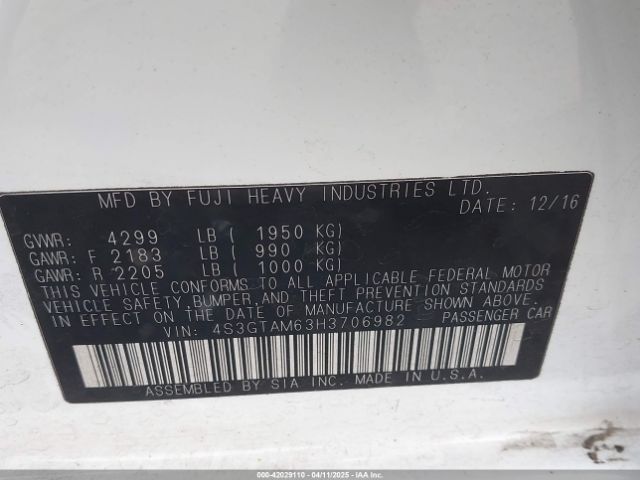 MFD BY FUJI HEAVY INDUSTRIES LTD.
DATE: 12/16
GVWR: 4299 LB ( 1950 KG)
GAWR: F 2183 LB ( 990 KG)
GAWR: R 2205 LB ( 1000 KG)
THIS VEHICLE CONFORMS TO ALL APPLICABLE FEDERAL MOTOR
VEHICLE SAFETY, BUMPER, AND THEFT PREVENTION STANDARDS
IN EFFECT ON THE DATE OF MANUFACTURE SHOWN ABOVE.
VIN: 4S3GTAM63H3706982 PASSENGER CAR
ASSEMBLED BY SIA INC. MADE IN U.S.A.
000-42029110 - 04/11/2025 - IAAI.COM